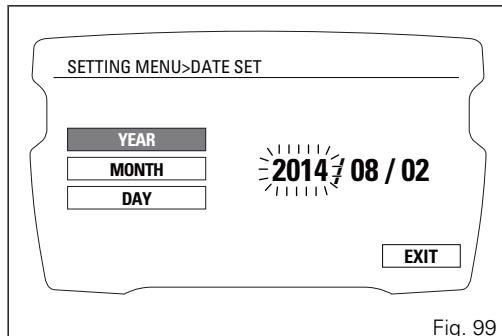 SETTING MENU>DATE SET
YEAR
MONTH
DAY
2014 / 08 / 02
EXIT
Fig. 99